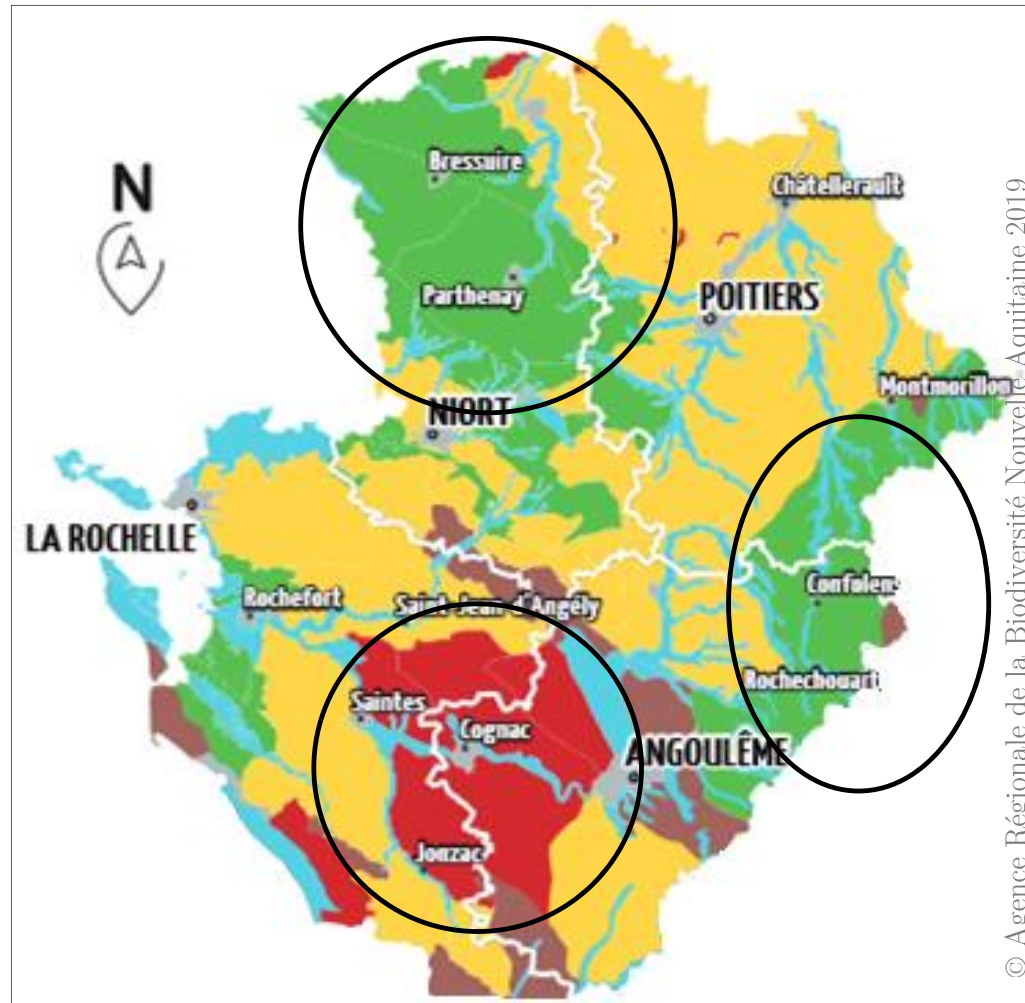 N
Bressuire
Châtellerault
Parthenay
POITIERS
Montmorillon
NIORT
LA ROCHELLE
Confolen
Rochefort
Saint-Jean-d'Angély
Rochechouart
Saintes
Cognac
ANGOULÊME
Jonzac
© Agence Régionale de la Biodiversité Nouvelle-Aquitaine 2019